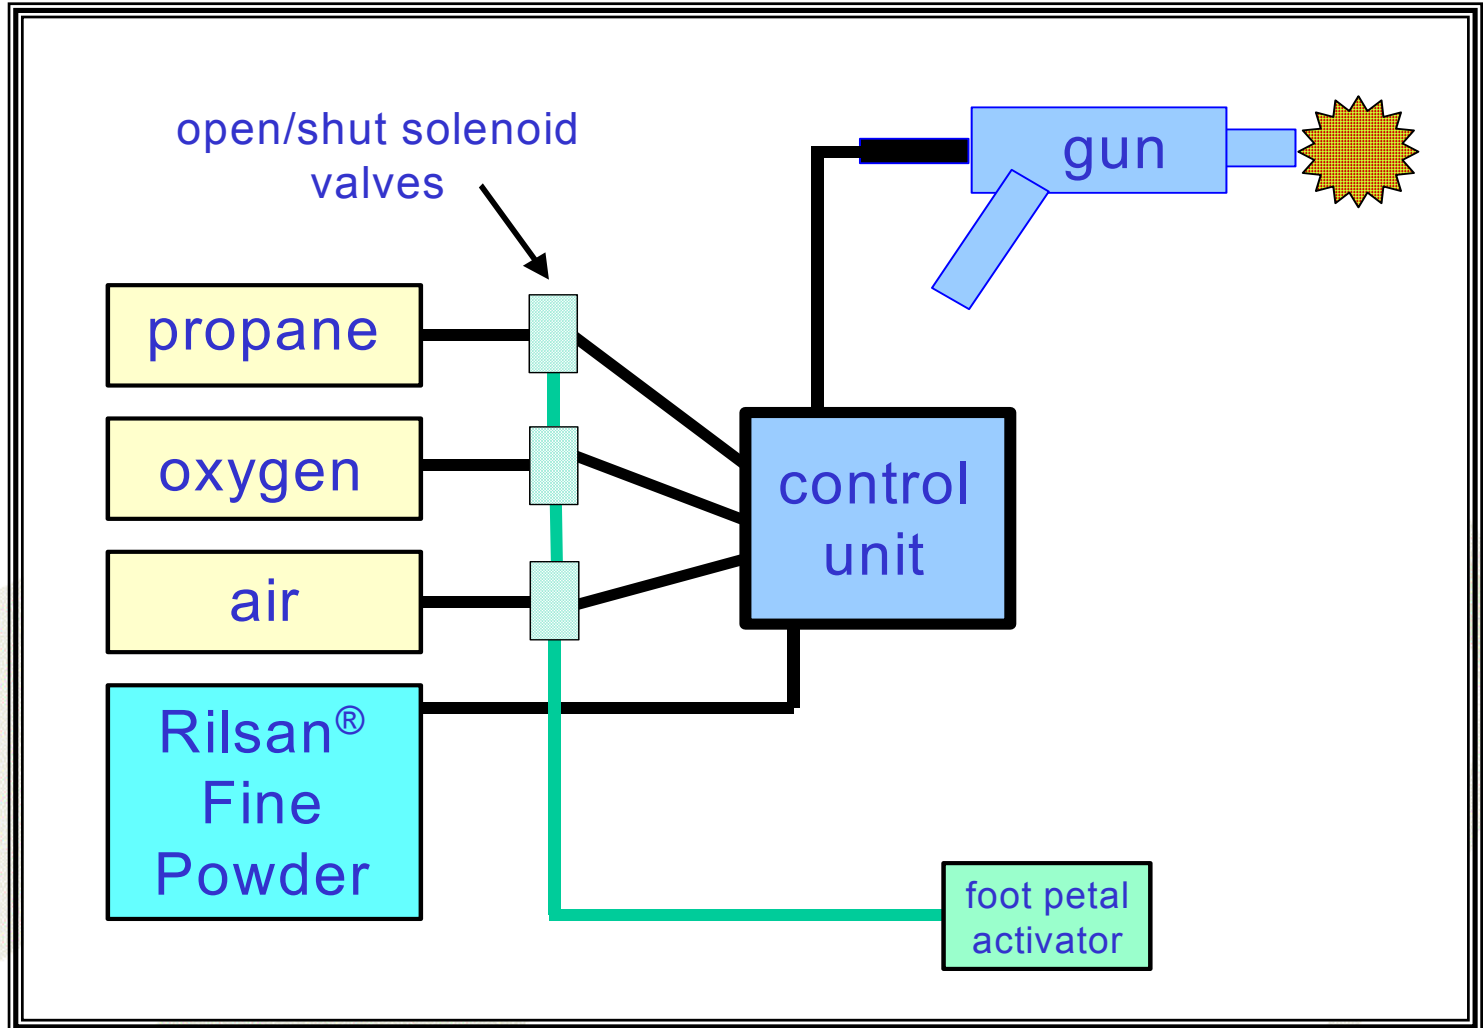 open/shut solenoid
valves
gun
propane
oxygen
air
Rilsan®
Fine
Powder
control
unit
foot petal
activator